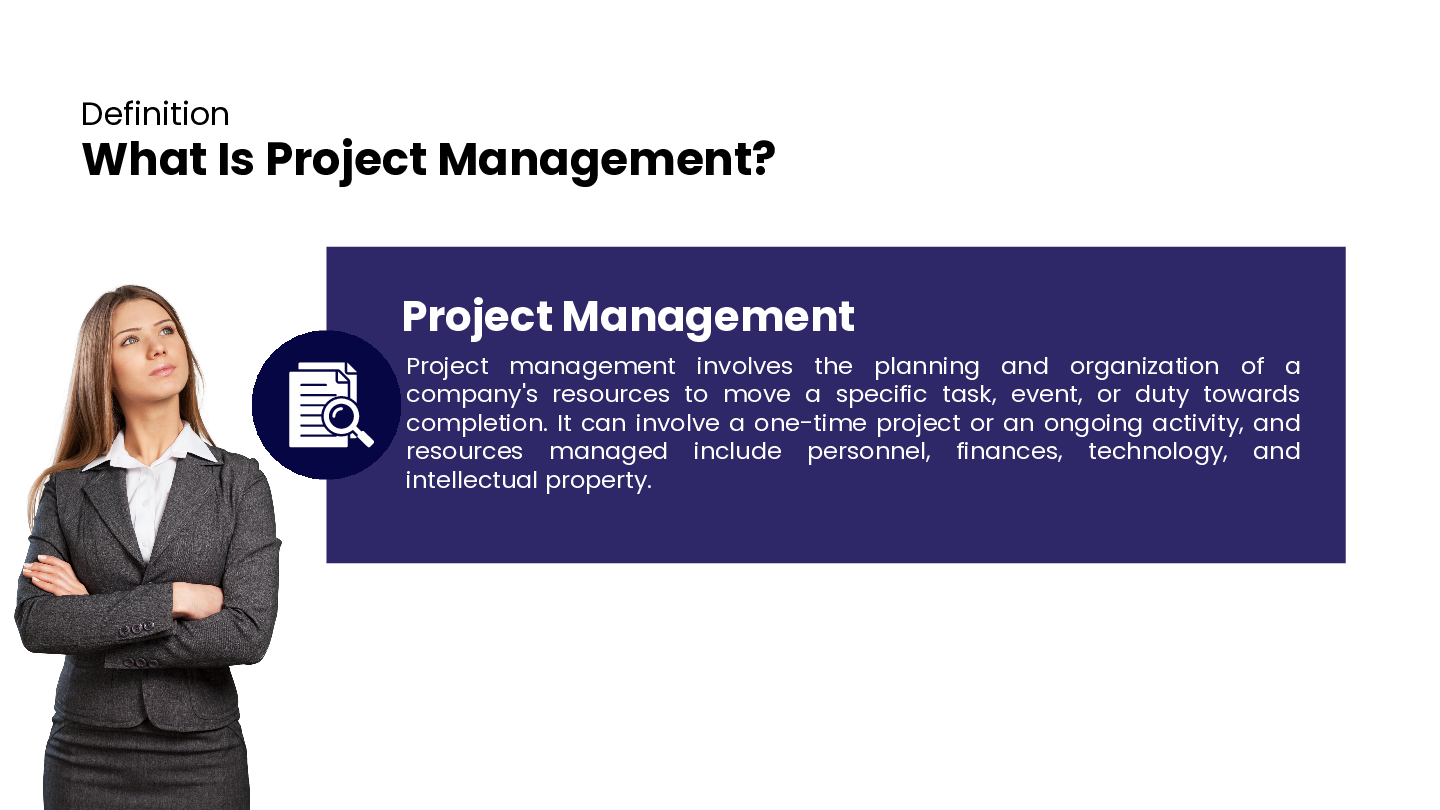 Definition
What Is Project Management?
Project Management
Project management involves the planning and organization of a
company's resources to move a specific task, event, or duty towards
completion. It can involve a one-time project or an ongoing activity, and
resources managed include personnel, finances, technology, and
intellectual property.